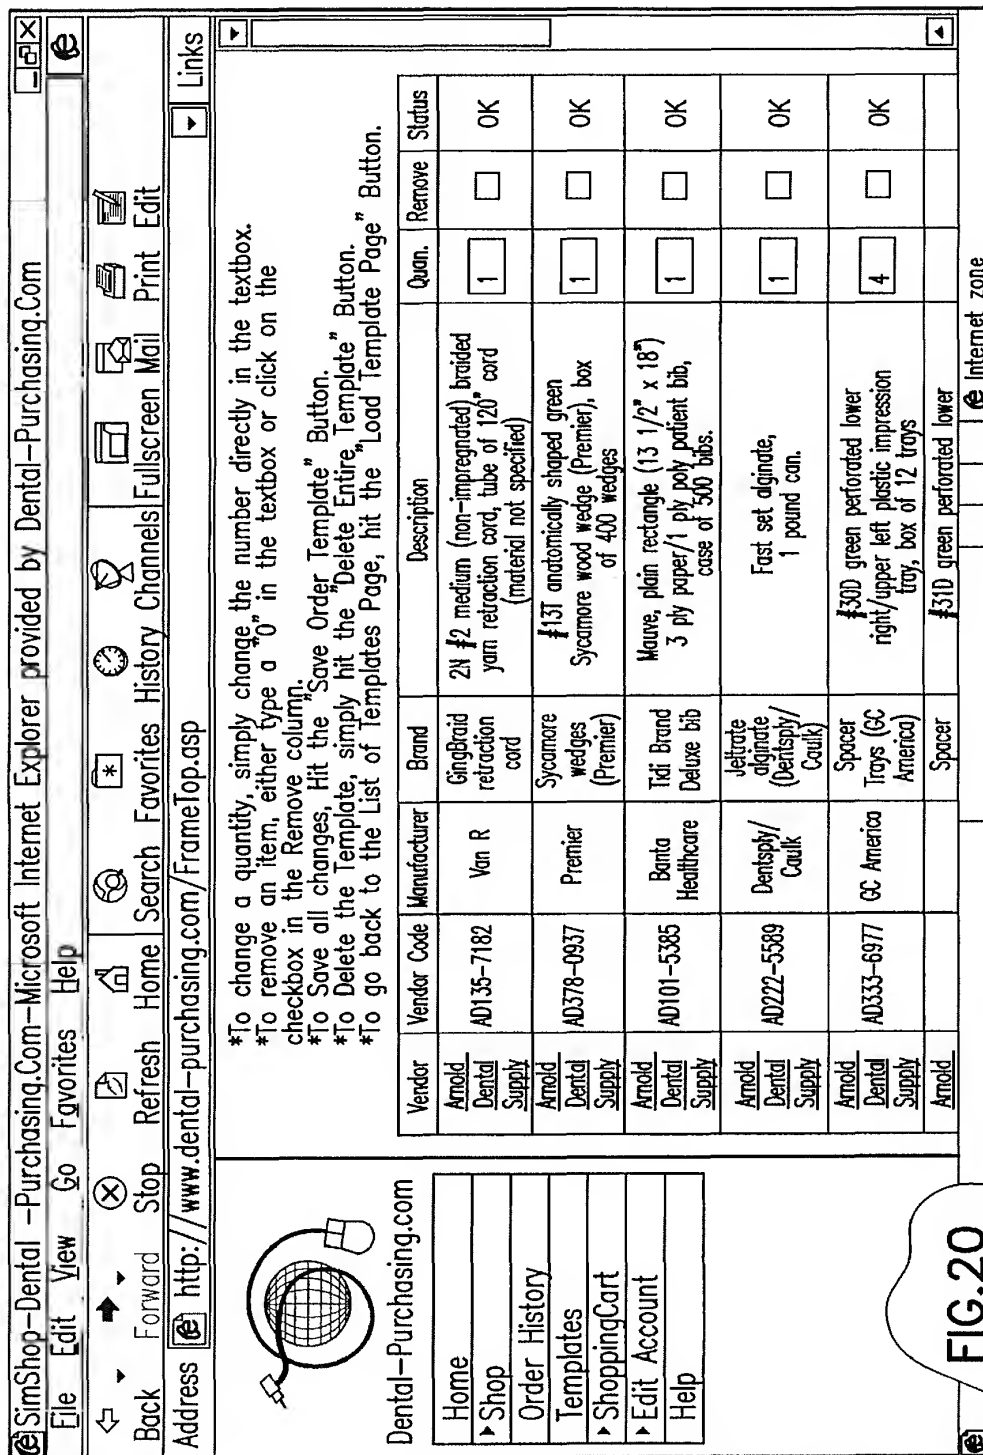 SimShop-Dental -Purchasing.Com-Microsoft Internet Explorer provided by Dental-Purchasing.Com
File Edit View Go Favorites Help
Back Forward Stop Refresh Home Search Favorites History Channels Fullscreen Mail Print Edit
Address http://www.dental-purchasing.com/FrameTop.asp Links
Dental-Purchasing.com
Home
Shop
Order History
Templates
ShoppingCart
Edit Account
Help
*To change a quantity, simply change the number directly in the textbox.
*To remove an item, either type a "0" in the textbox or click on the
checkbox in the Remove column.
*To Save all changes, Hit the "Save Order Template" Button.
*To Delete the Template, simply hit the "Delete Entire Template" Button.
*To go back to the List of Templates Page, hit the "Load Template Page" Button.
Vendor Vendor Code Manufacturer Brand Description Quan. Remove Status
Arnold
Dental
Supply
AD135-7182
Van R
GingBraid
retraction
cord
2N #2 medium (non-impregnated) braided
yarn retraction cord, tube of 120" cord
(material not specified)
1
OK
Arnold
Dental
Supply
AD378-0937
Premier
Sycamore
wedges
(Premier)
#13T anatomically shaped green
Sycamore wood wedge (Premier), box
of 400 wedges
1
OK
Arnold
Dental
Supply
AD101-5385
Banta
Healthcare
Tidi Brand
Deluxe bib
Mauve, plain rectangle (13 1/2" x 18")
3 ply paper/1 ply poly patient bib,
case of 500 bibs.
1
OK
Arnold
Dental
Supply
AD222-5589
Dentsply/
Caulk
Jeltrate
alginate
(Dentsply/
Caulk)
Fast set alginate,
1 pound can.
1
OK
Arnold
Dental
Supply
AD333-6977
GC America
Spacer
Trays (GC
America)
#30D green perforated lower
right/upper left plastic impression
tray, box of 12 trays
4
OK
Arnold
Spacer
#31D green perforated lower
Internet zone
FIG.20